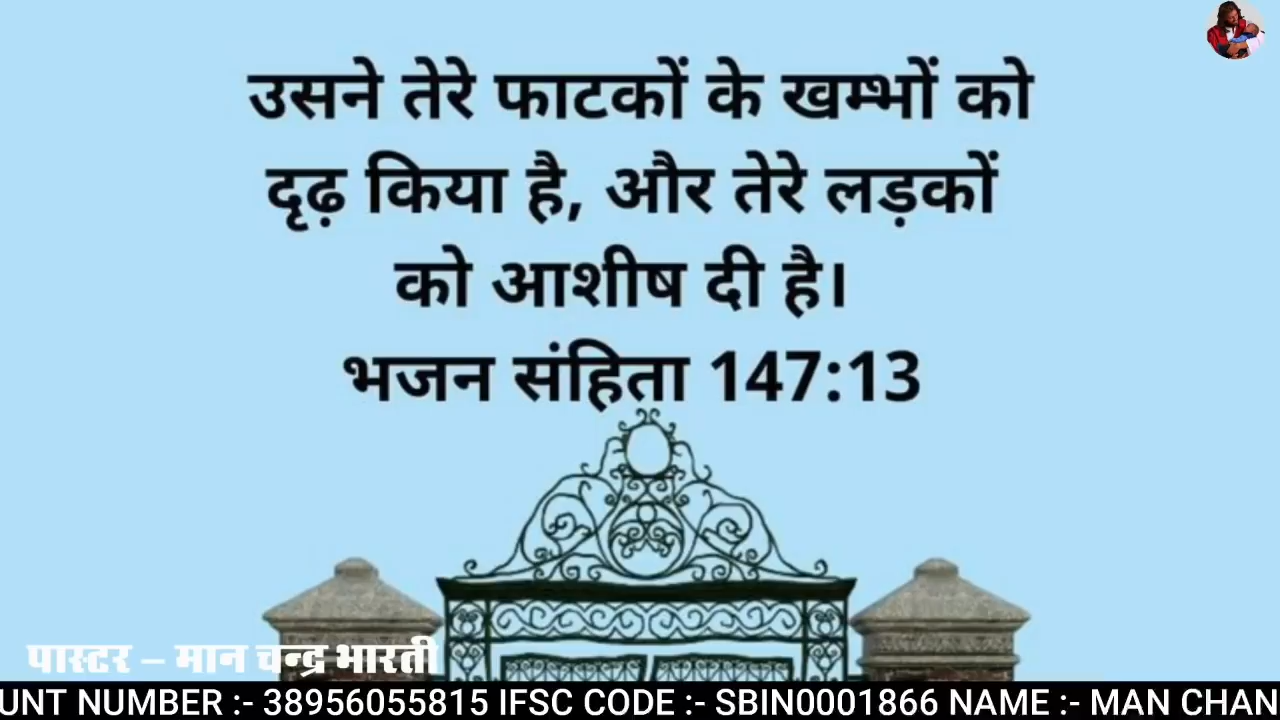 उसने तेरे फाटकों के खम्भों को
दृढ़ किया है, और तेरे लड़कों
को आशीष दी है।
भजन संहिता 147:13
पास्टर – मान चन्द्र भारती
UNT NUMBER :- 38956055815 IFSC CODE :- SBIN0001866 NAME :- MAN CHAN